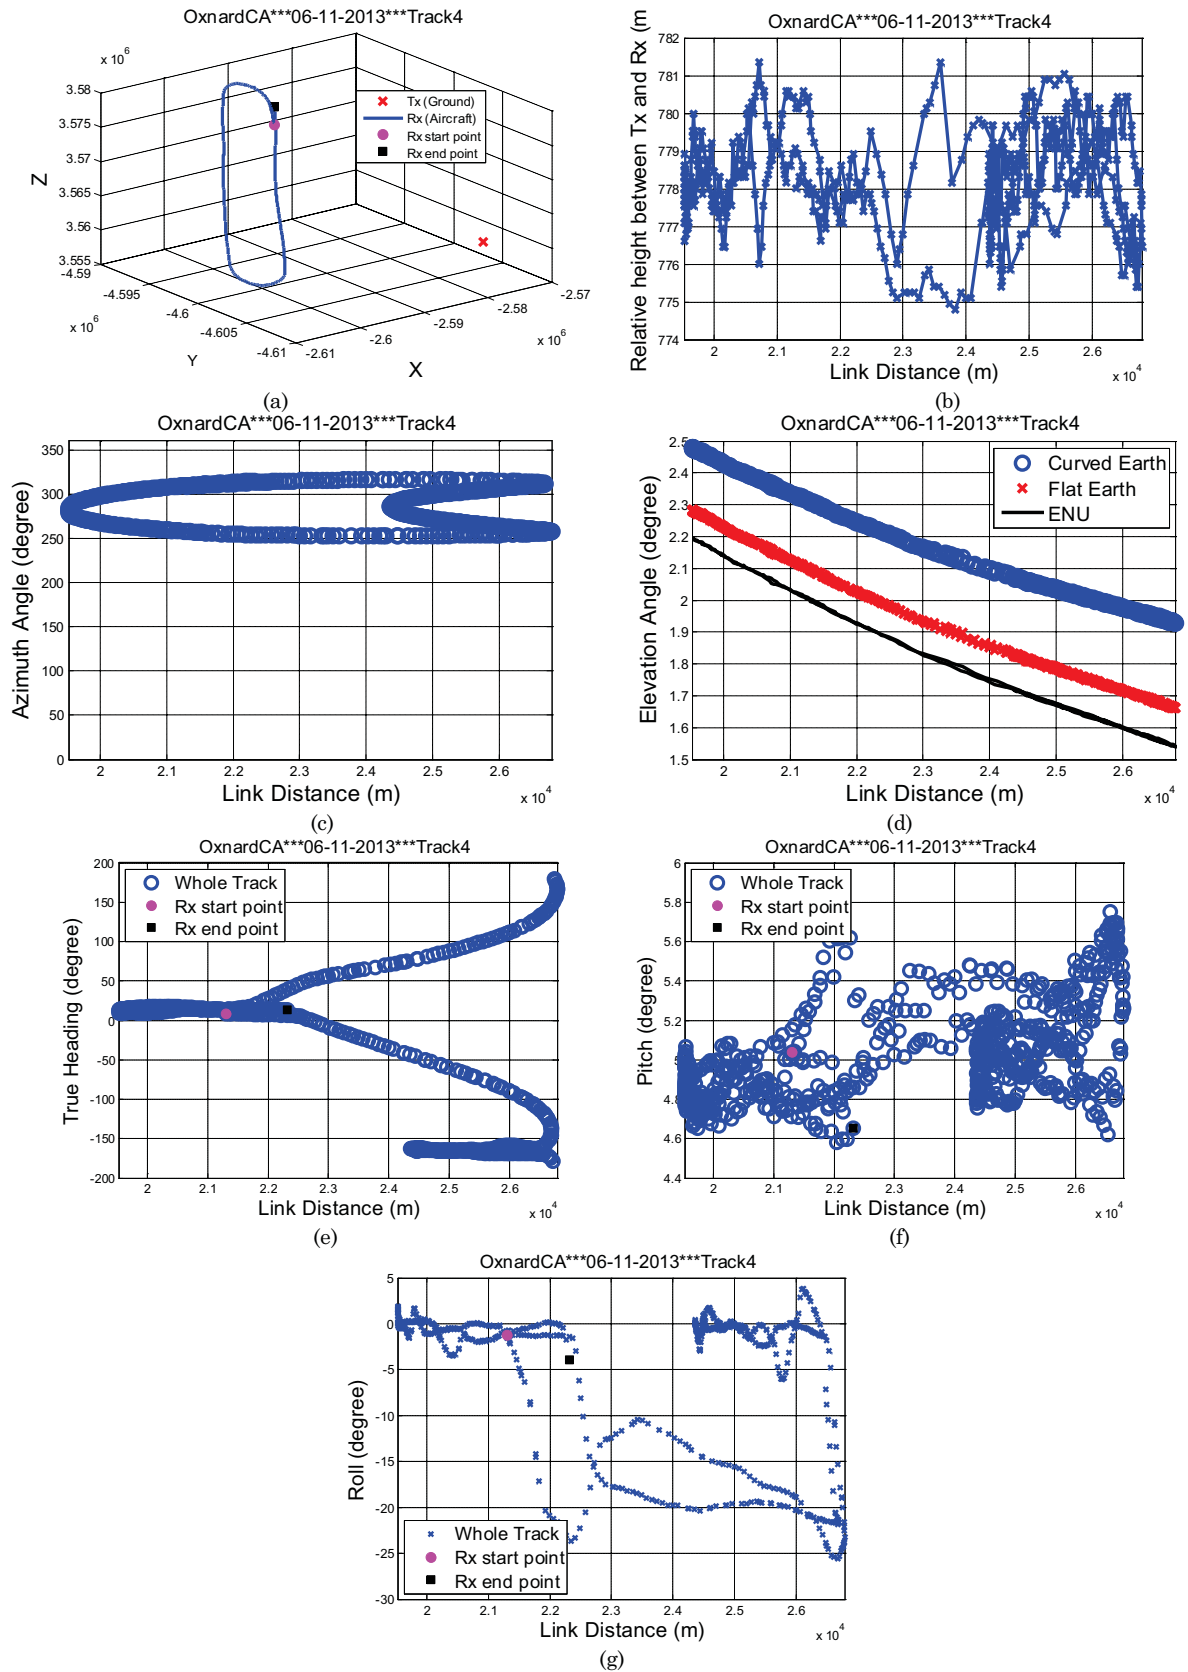 OxnardCA***06-11-2013***Track4
x 10^6
3.58
3.575
3.57
3.565
3.56
3.555
Z
Tx (Ground)
Rx (Aircraft)
Rx start point
Rx end point
-4.59
-4.595
-4.6
-4.605
-4.61
x 10^6
Y
-2.61
-2.6
-2.59
-2.58
-2.57
x 10^6
X
(a)
OxnardCA***06-11-2013***Track4
Relative height between Tx and Rx (m
782
781
780
779
778
777
776
775
774
2 2.1 2.2 2.3 2.4 2.5 2.6
Link Distance (m)
x 10^4
(b)
OxnardCA***06-11-2013***Track4
Azimuth Angle (degree)
350
300
250
200
150
100
50
0
2 2.1 2.2 2.3 2.4 2.5 2.6
Link Distance (m)
x 10^4
(c)
OxnardCA***06-11-2013***Track4
Elevation Angle (degree)
2.5
2.4
2.3
2.2
2.1
2
1.9
1.8
1.7
1.6
1.5
Curved Earth
Flat Earth
ENU
2 2.1 2.2 2.3 2.4 2.5 2.6
Link Distance (m)
x 10^4
(d)
OxnardCA***06-11-2013***Track4
True Heading (degree)
200
150
100
50
0
-50
-100
-150
-200
Whole Track
Rx start point
Rx end point
2 2.1 2.2 2.3 2.4 2.5 2.6
Link Distance (m)
x 10^4
(e)
OxnardCA***06-11-2013***Track4
Pitch (degree)
6
5.8
5.6
5.4
5.2
5
4.8
4.6
4.4
Whole Track
Rx start point
Rx end point
2 2.1 2.2 2.3 2.4 2.5 2.6
Link Distance (m)
x 10^4
(f)
OxnardCA***06-11-2013***Track4
Roll (degree)
5
0
-5
-10
-15
-20
-25
-30
Whole Track
Rx start point
Rx end point
2 2.1 2.2 2.3 2.4 2.5 2.6
Link Distance (m)
x 10^4
(g)